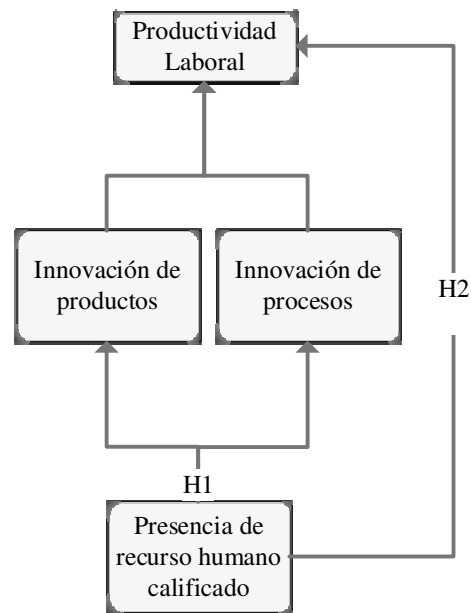 Productividad
Laboral
Innovación de
productos
Innovación de
procesos
H2
H1
Presencia de
recurso humano
calificado